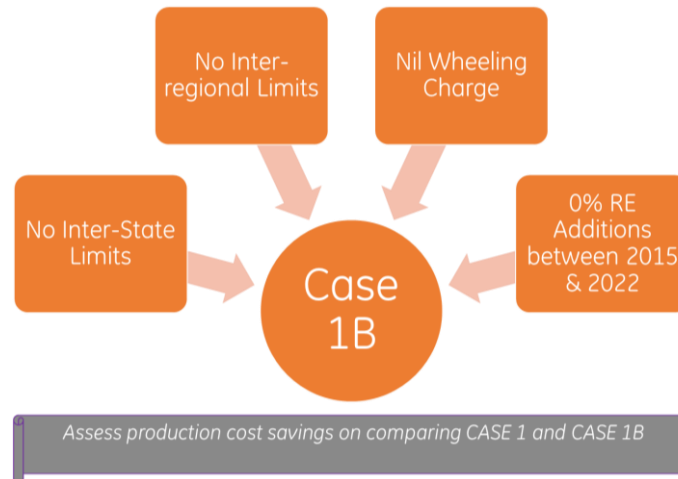 No Inter-
regional Limits
Nil Wheeling
Charge
No Inter-State
Limits
0% RE
Additions
between 2015
& 2022
Case
1B
Assess production cost savings on comparing CASE 1 and CASE 1B